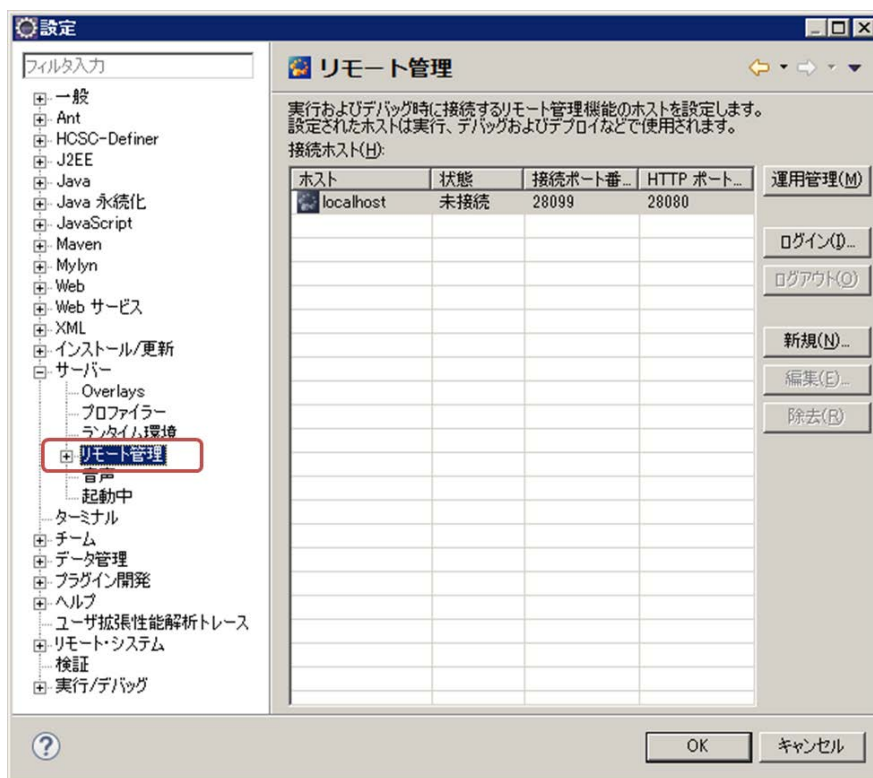 設定
フィルタ入力
一般
Ant
HCSC-Definer
J2EE
Java
Java 永続化
JavaScript
Maven
Mylyn
Web
Web サービス
XML
インストール/更新
サーバー
Overlays
プロファイラー
ランタイム環境
リモート管理
音声
起動中
ターミナル
チーム
データ管理
プラグイン開発
ヘルプ
ユーザ拡張性能解析トレース
リモート・システム
検証
実行/デバッグ
リモート管理
実行およびデバッグ時に接続するリモート管理機能のホストを設定します。
設定されたホストは実行、デバッグおよびデプロイなどで使用されます。
接続ホスト(H):
ホスト 状態 接続ポート番... HTTP ポート...
localhost 未接続 28099 28080
運用管理(M)
ログイン(I)...
ログアウト(O)
新規(N)...
編集(E)...
除去(R)
?
OK キャンセル